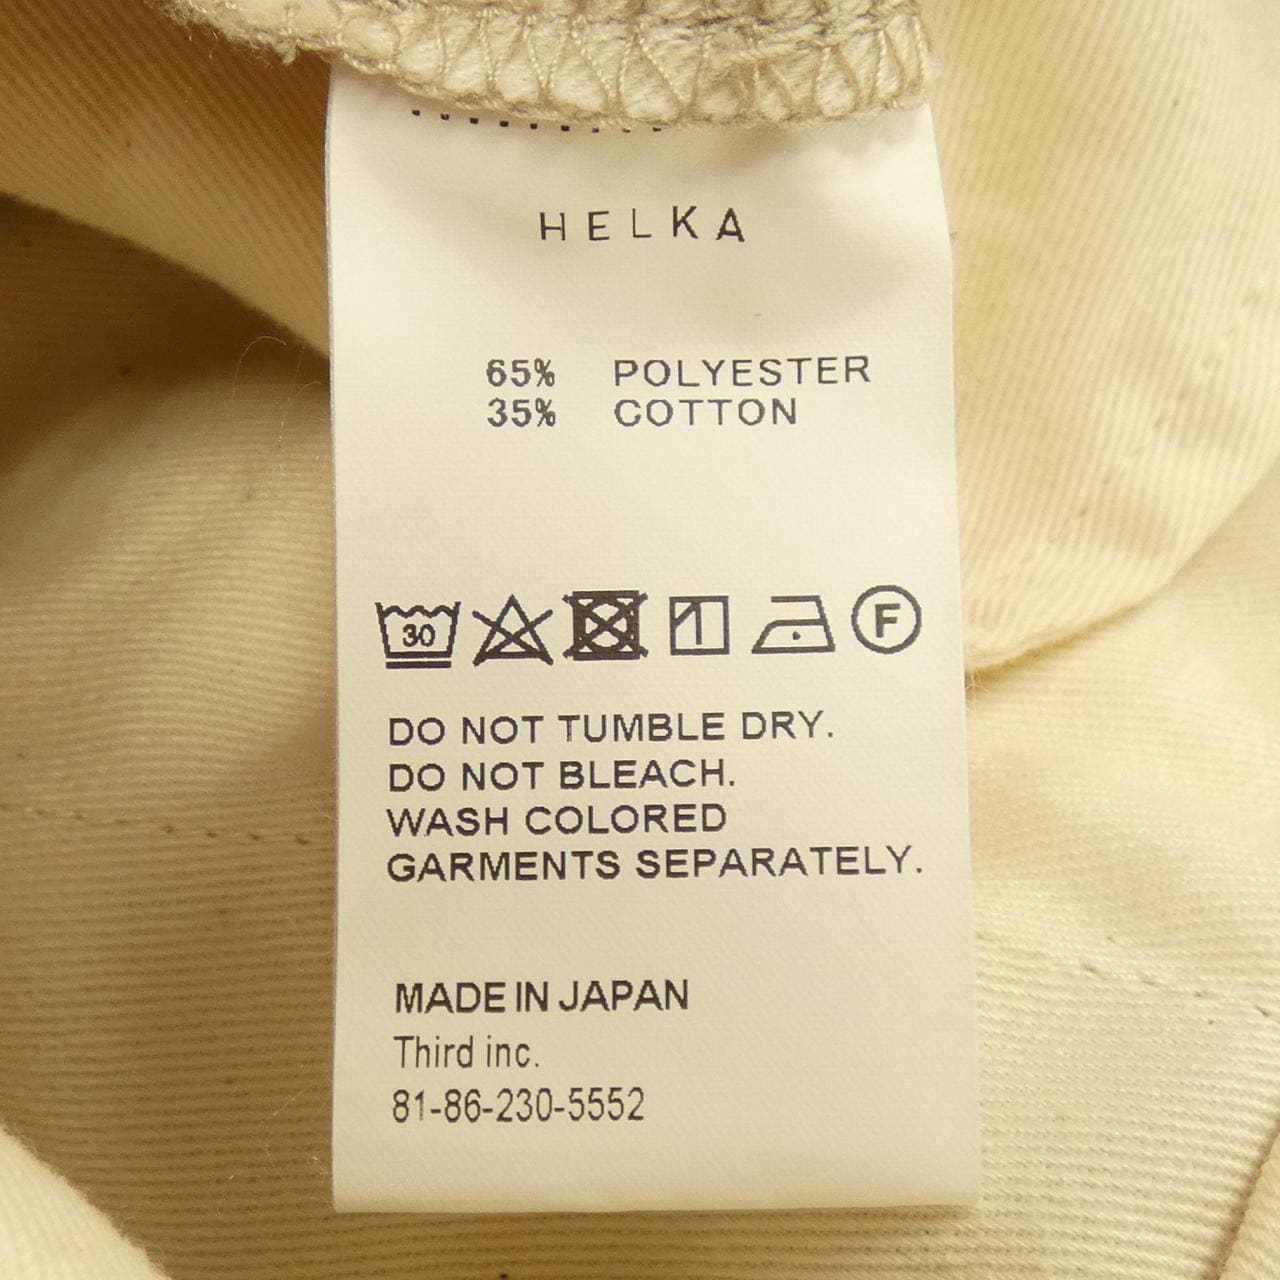 HELKA
65% POLYESTER
35% COTTON
30 F
DO NOT TUMBLE DRY.
DO NOT BLEACH.
WASH COLORED
GARMENTS SEPARATELY.
MADE IN JAPAN
Third inc.
81-86-230-5552